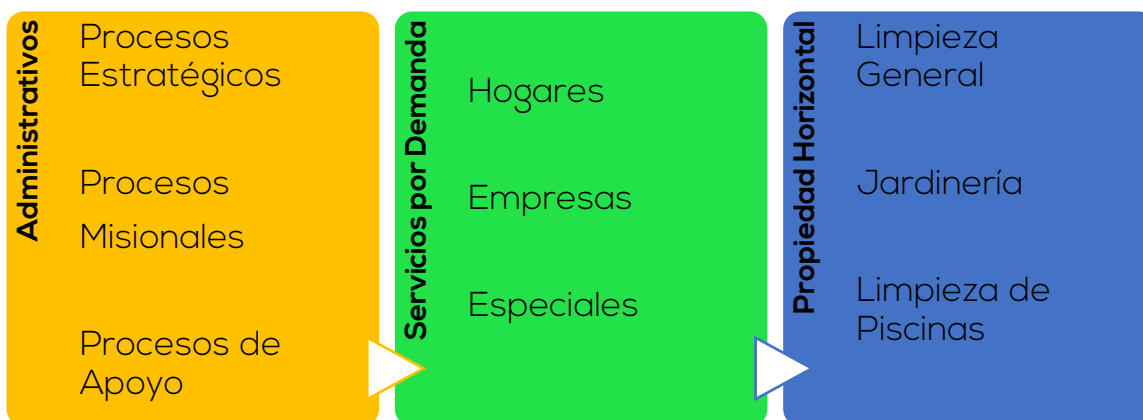 Administrativos
Procesos
Estratégicos
Procesos
Misionales
Procesos de
Apoyo
Servicios por Demanda
Hogares
Empresas
Especiales
Propiedad Horizontal
Limpieza
General
Jardinería
Limpieza de
Piscinas